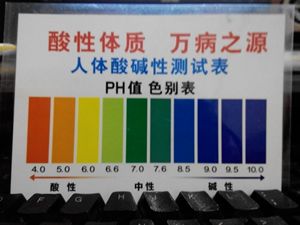 酸性体质 万病之源
人体酸碱性测试表
PH值 色别表
4.0 5.0 6.0 6.6 7.0 7.6 8.5 9.0 9.5 10.0
酸 性 中性 碱 性
F G H J